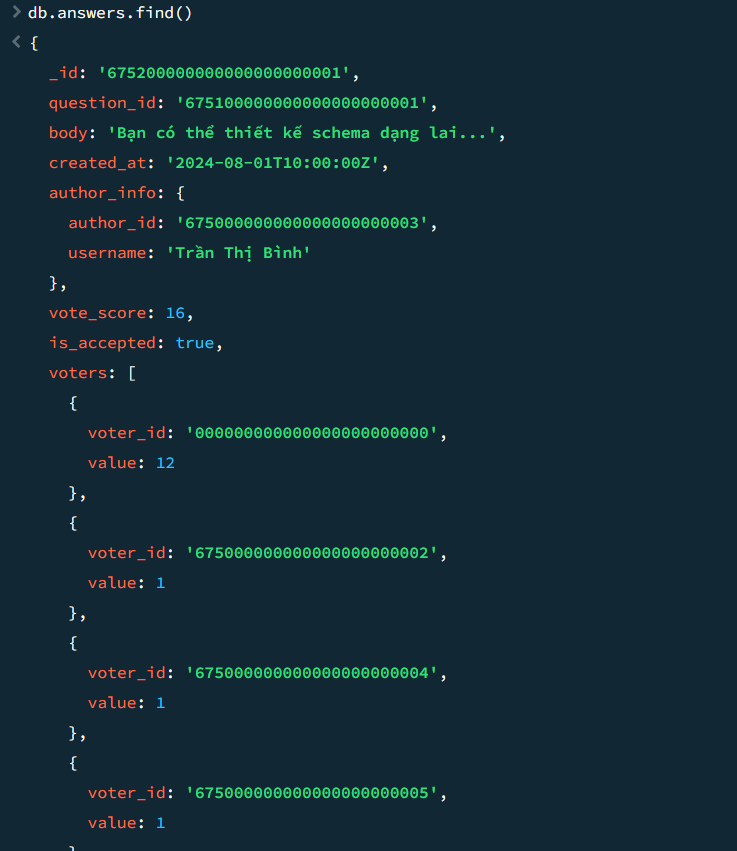 > db.answers.find()
< {
_id: '675200000000000000000001',
question_id: '675100000000000000000001',
body: 'Bạn có thể thiết kế schema dạng lai...',
created_at: '2024-08-01T10:00:00Z',
author_info: {
author_id: '675000000000000000000003',
username: 'Trần Thị Bình'
},
vote_score: 16,
is_accepted: true,
voters: [
{
voter_id: '000000000000000000000000',
value: 12
},
{
voter_id: '675000000000000000000002',
value: 1
},
{
voter_id: '675000000000000000000004',
value: 1
},
{
voter_id: '675000000000000000000005',
value: 1